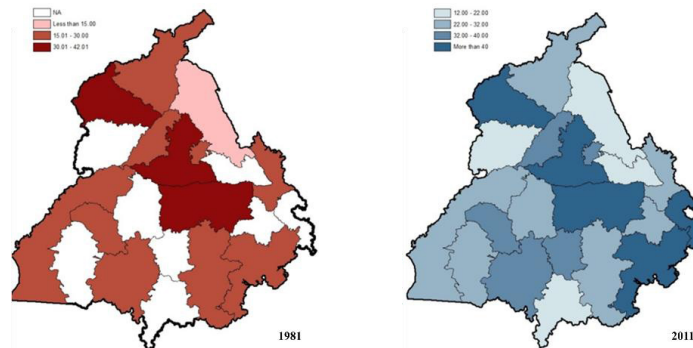 NA
Less than 15.00
15.01 - 30.00
30.01 - 42.01
1981
12.00 - 22.00
22.00 - 32.00
32.00 - 40.00
More than 40
2011